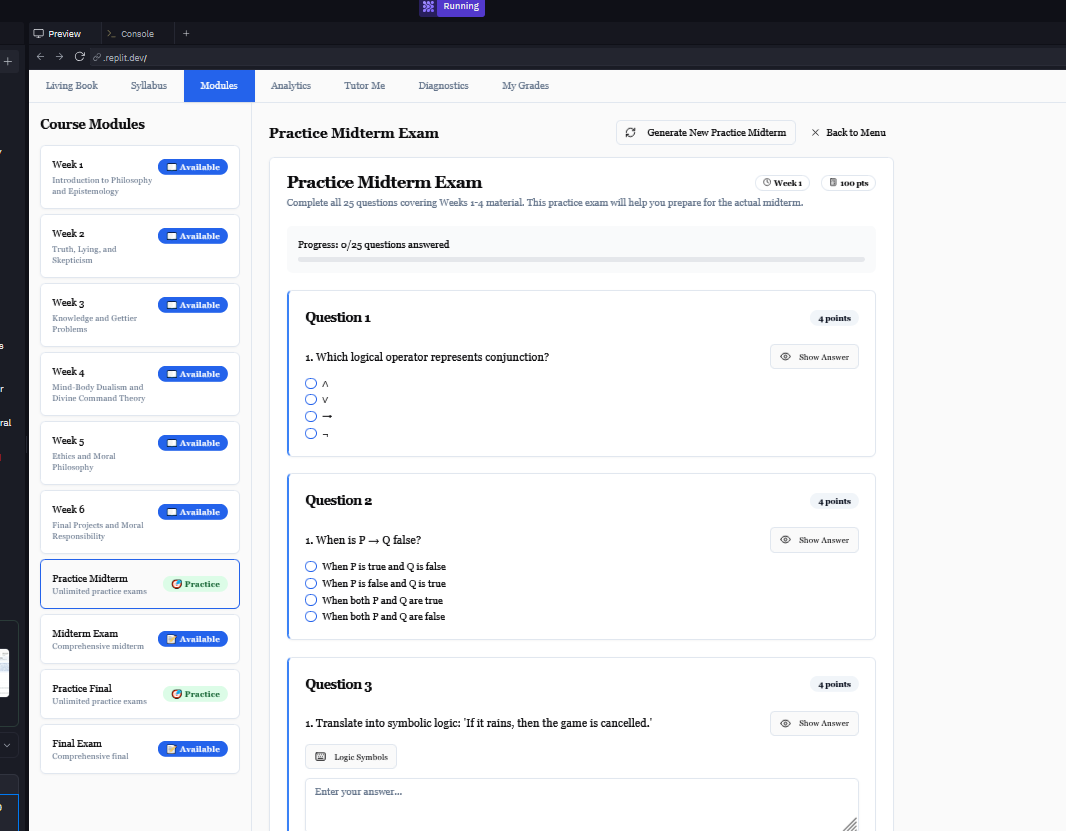 Running
Preview
Console
.replit.dev/
Living Book
Syllabus
Modules
Analytics
Tutor Me
Diagnostics
My Grades
Course Modules
Week 1
Available
Introduction to Philosophy
and Epistemology
Week 2
Available
Truth, Lying, and
Skepticism
Week 3
Available
Knowledge and Gettier
Problems
Week 4
Available
Mind-Body Dualism and
Divine Command Theory
Week 5
Available
Ethics and Moral
Philosophy
Week 6
Available
Final Projects and Moral
Responsibility
Practice Midterm
Practice
Unlimited practice exams
Midterm Exam
Available
Comprehensive midterm
Practice Final
Practice
Unlimited practice exams
Final Exam
Available
Comprehensive final
Practice Midterm Exam
Generate New Practice Midterm
Back to Menu
Practice Midterm Exam
Week 1
100 pts
Complete all 25 questions covering Weeks 1-4 material. This practice exam will help you prepare for the actual midterm.
Progress: 0/25 questions answered
Question 1
4 points
1. Which logical operator represents conjunction?
Show Answer
∧
∨
→
¬
Question 2
4 points
1. When is P → Q false?
Show Answer
When P is true and Q is false
When P is false and Q is true
When both P and Q are true
When both P and Q are false
Question 3
4 points
1. Translate into symbolic logic: 'If it rains, then the game is cancelled.'
Show Answer
Logic Symbols
Enter your answer...